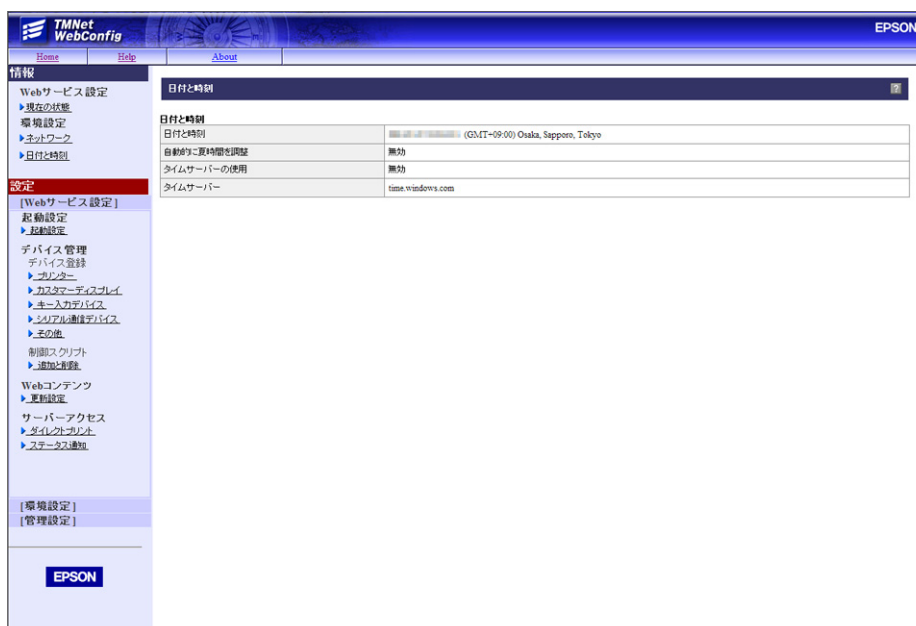 TMNet
WebConfig
EPSON
Home Help About
情報
Webサービス設定
現在の状態
環境設定
ネットワーク
日付と時刻
設定
[Webサービス設定]
起動設定
起動設定
デバイス管理
デバイス登録
プリンター
カスタマーディスプレイ
キー入力デバイス
シリアル通信デバイス
その他
制御スクリプト
追加と削除
Webコンテンツ
更新設定
サーバーアクセス
ダイレクトプリント
ステータス通知
[環境設定]
[管理設定]
EPSON
日付と時刻 ?
日付と時刻
日付と時刻 (GMT+09:00) Osaka, Sapporo, Tokyo
自動的に夏時間を調整 無効
タイムサーバーの使用 無効
タイムサーバー time.windows.com